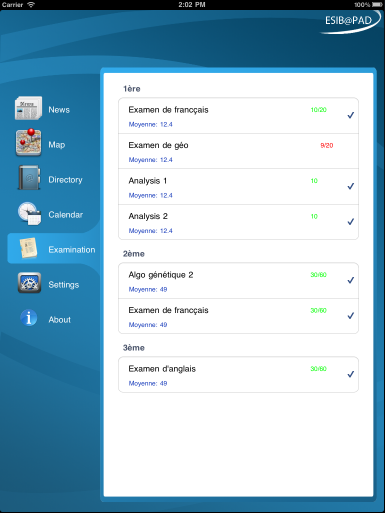 Carrier 2:02 PM 100%
ESIB@PAD
News
Map
Directory
Calendar
Examination
Settings
About
1ère
Examen de françcais 10/20
Moyenne: 12.4
Examen de géo 9/20
Moyenne: 12.4
Analysis 1 10
Moyenne: 12.4
Analysis 2 10
Moyenne: 12.4
2ème
Algo génétique 2 30/60
Moyenne: 49
Examen de français 30/60
Moyenne: 49
3ème
Examen d'anglais 30/60
Moyenne: 49